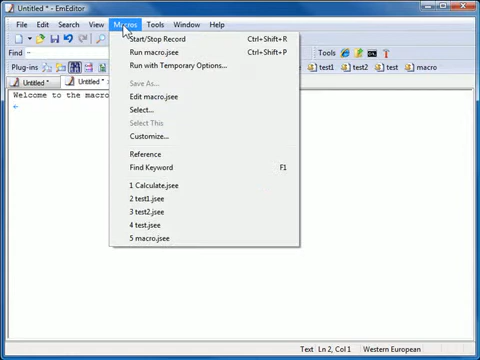 Untitled * - EmEditor
File Edit Search View Macros Tools Window Help
Find
Tools test1 test2 test macro
Plug-ins
Untitled * Untitled *
Welcome to the macro
Start/Stop Record Ctrl+Shift+R
Run macro.jsee Ctrl+Shift+P
Run with Temporary Options...
Save As...
Edit macro.jsee
Select...
Select This
Customize...
Reference
Find Keyword F1
1 Calculate.jsee
2 test1.jsee
3 test2.jsee
4 test.jsee
5 macro.jsee
Text Ln 2, Col 1 Western European